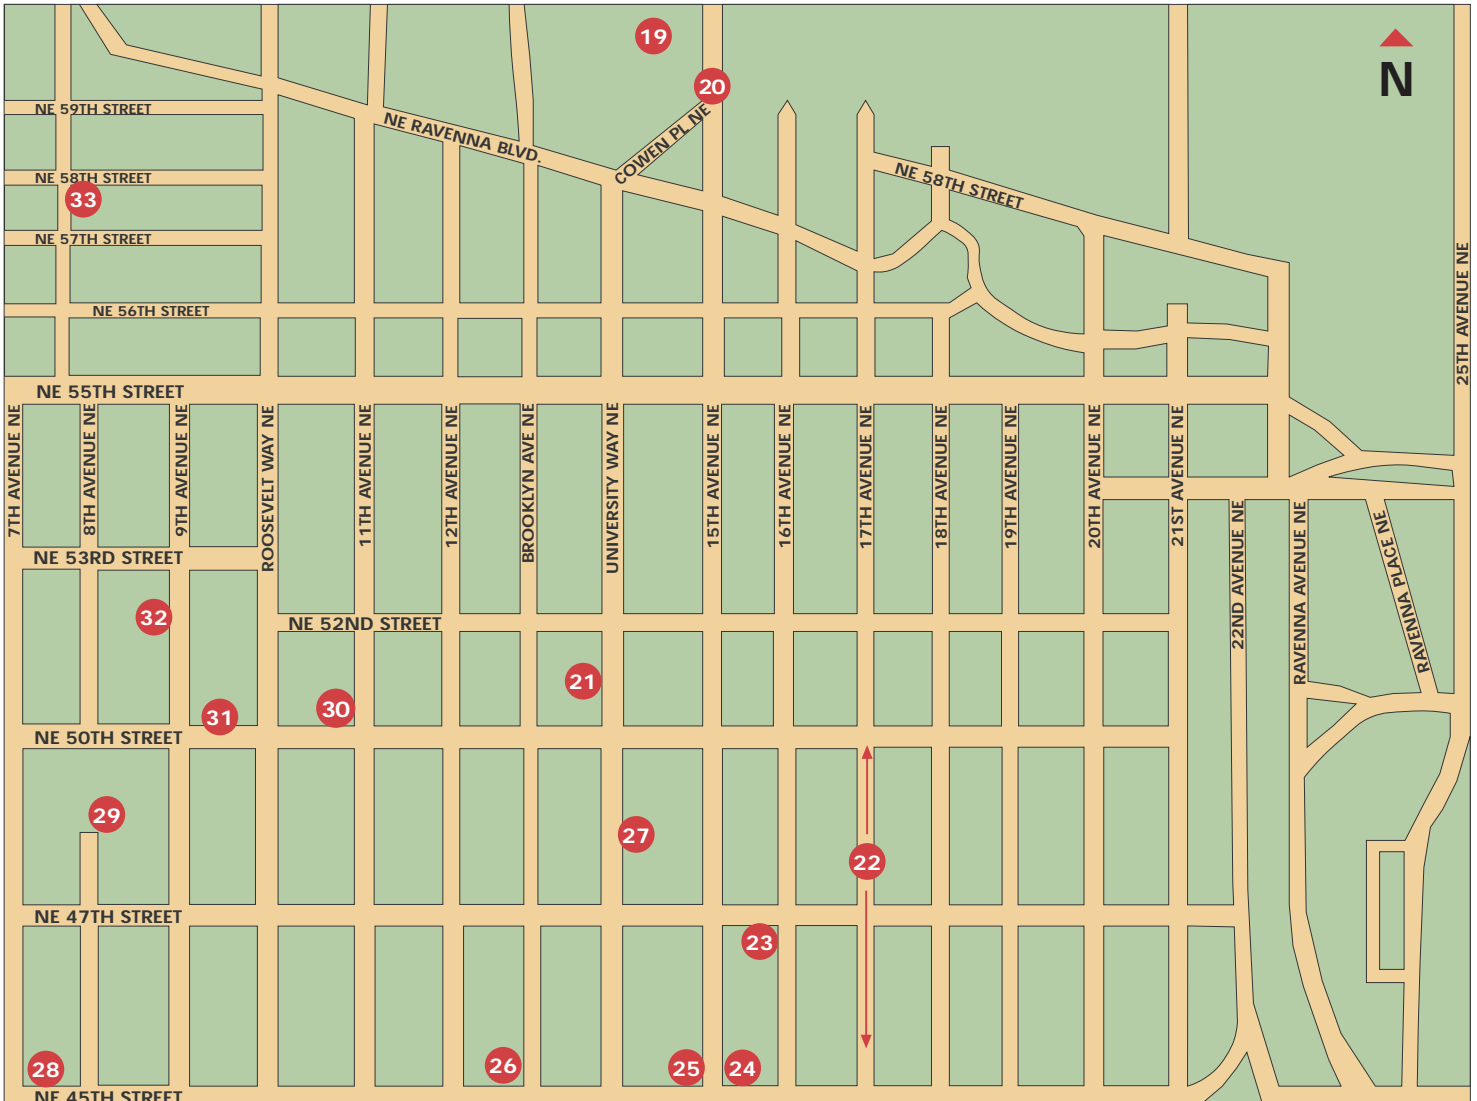 19
20
N
NE 59TH STREET
NE RAVENNA BLVD.
COWEN PL NE
NE 58TH STREET
NE 58TH STREET
33
NE 57TH STREET
NE 56TH STREET
25TH AVENUE NE
NE 55TH STREET
7TH AVENUE NE
8TH AVENUE NE
9TH AVENUE NE
ROOSEVELT WAY NE
11TH AVENUE NE
12TH AVENUE NE
BROOKLYN AVE NE
UNIVERSITY WAY NE
15TH AVENUE NE
16TH AVENUE NE
17TH AVENUE NE
18TH AVENUE NE
19TH AVENUE NE
20TH AVENUE NE
21ST AVENUE NE
22ND AVENUE NE
RAVENNA AVENUE NE
RAVENNA PLACE NE
NE 53RD STREET
32
NE 52ND STREET
21
30
31
NE 50TH STREET
29
27
22
NE 47TH STREET
23
28
26
25
24
NE 45TH STREET